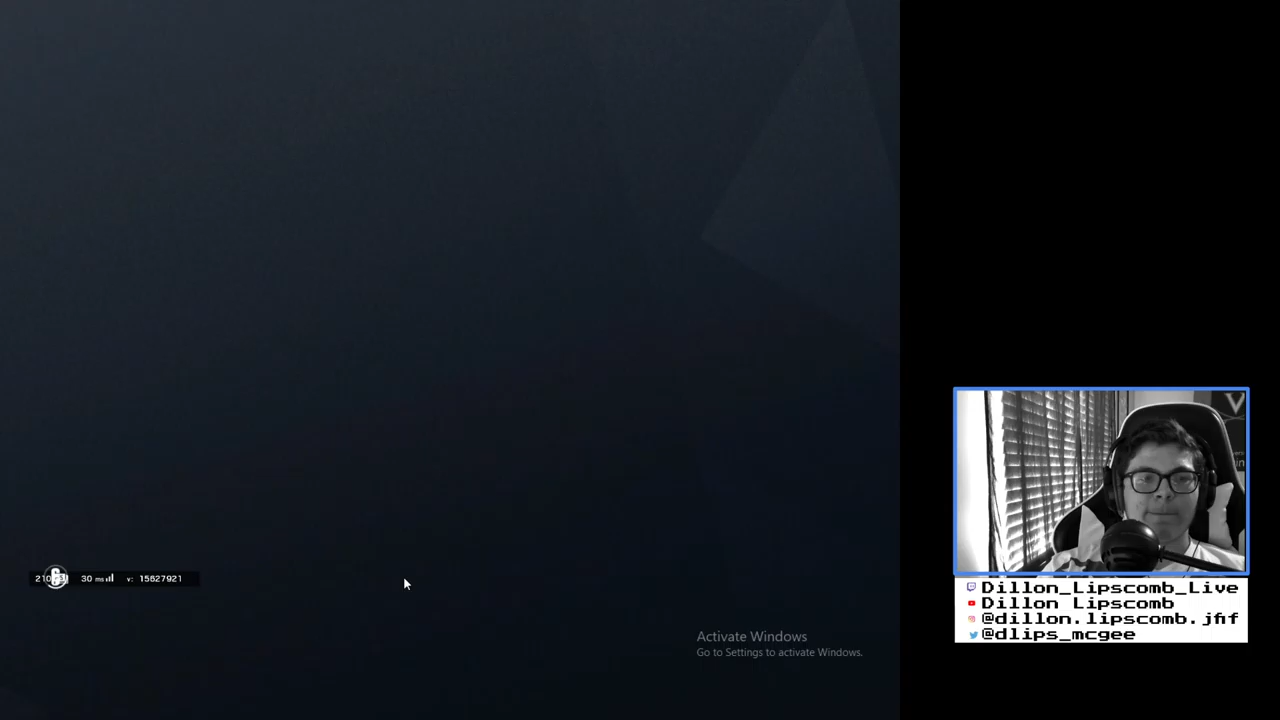 30 ms v: 15627921
Activate Windows
Go to Settings to activate Windows.
Dillon_Lipscomb_Live
Dillon Lipscomb
@dillon.lipscomb.jfif
@dlips_mcgee